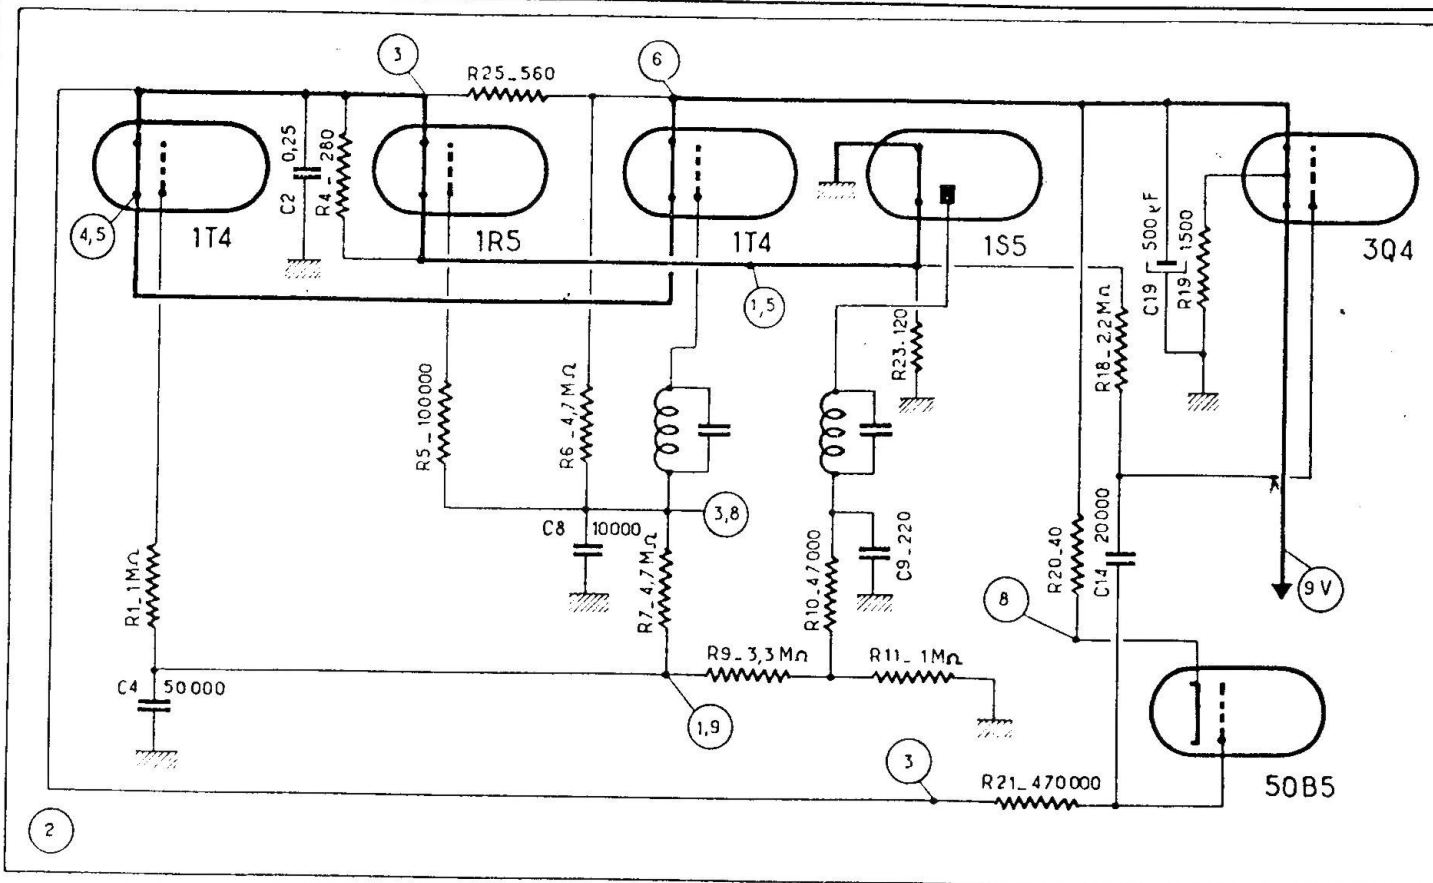 3
R25_560
6
C2 0,25
R4_280
4,5
1T4
1R5
1T4
1S5
3Q4
1,5
C19 500µF
R19 1500
R23.120
R18_2.2MΩ
R5_100000
R6_4,7MΩ
C8 10000
3,8
R1_1MΩ
R7_4,7MΩ
R10_47000
C9_220
R20_40
C14 20000
9V
8
C4 50000
R9_3,3MΩ
R11_1MΩ
1,9
3
R21_470000
50B5
2